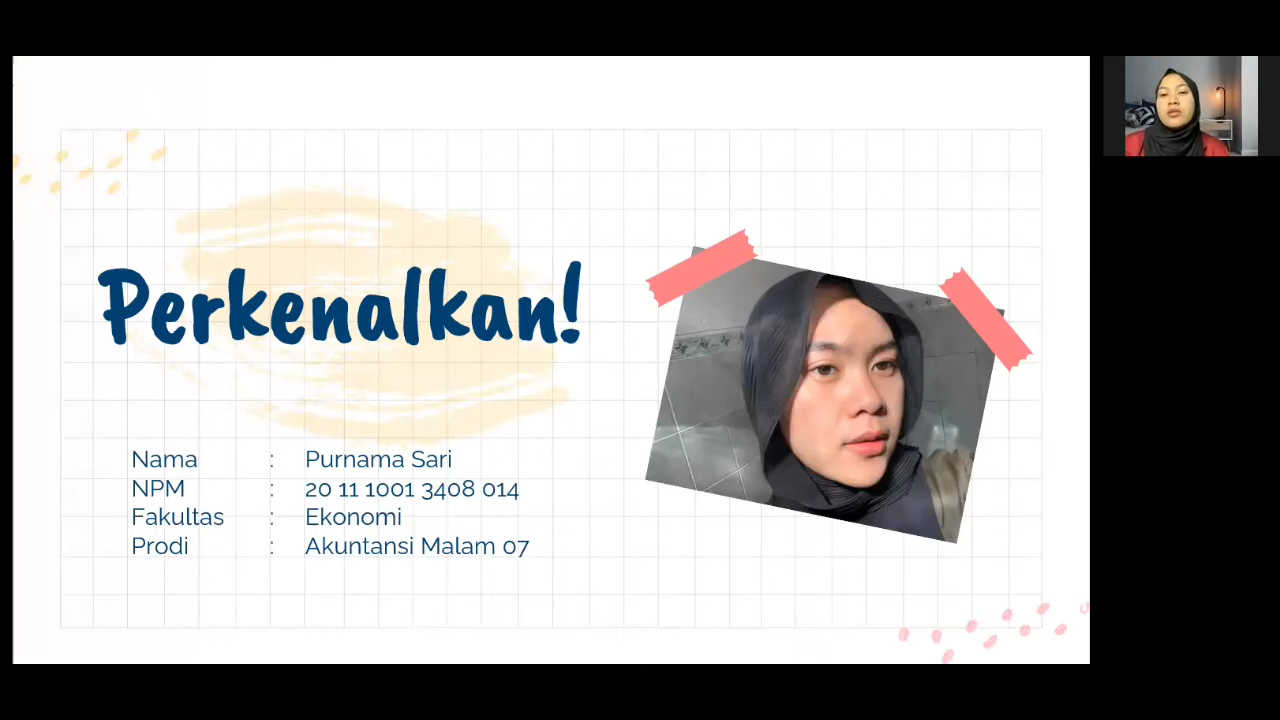 Perkenalkan!
Nama : Purnama Sari
NPM : 20 11 1001 3408 014
Fakultas : Ekonomi
Prodi : Akuntansi Malam 07